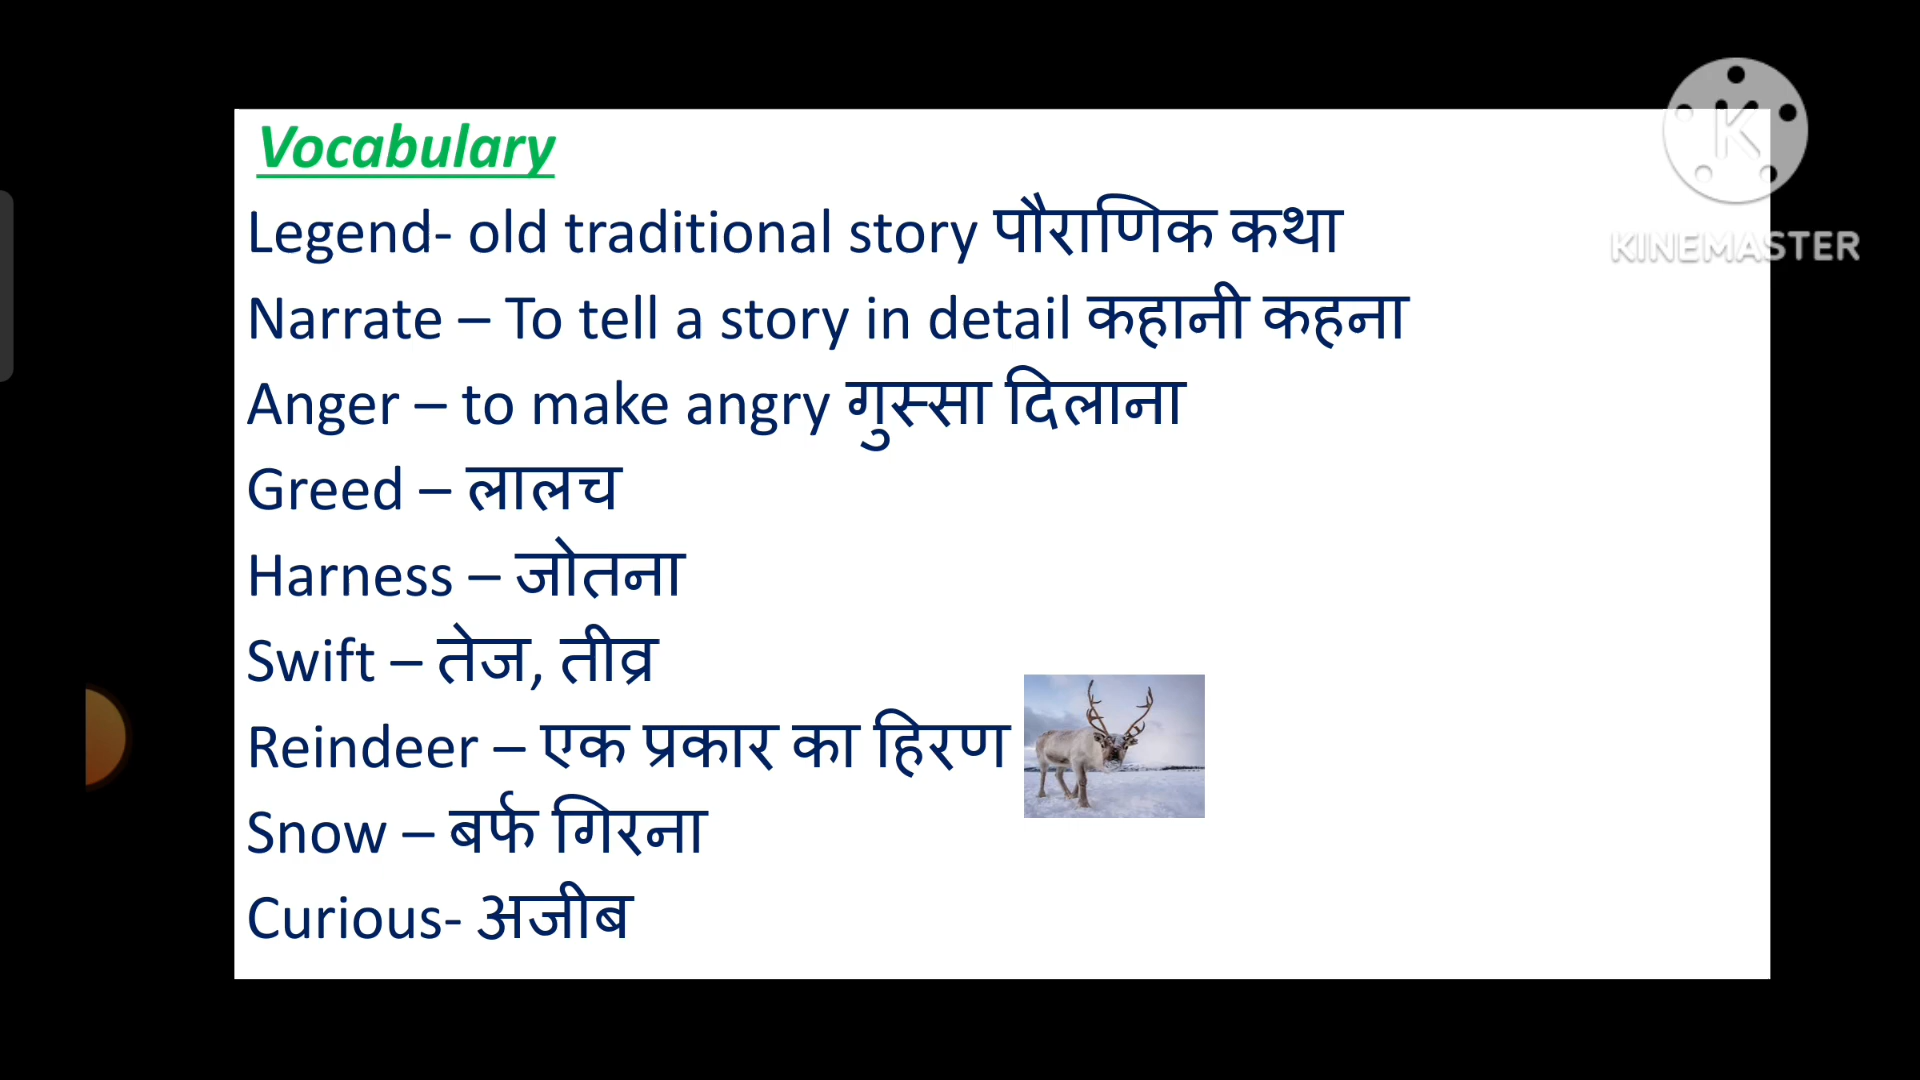 Vocabulary
Legend- old traditional story पौराणिक कथा
Narrate – To tell a story in detail कहानी कहना
Anger – to make angry गुस्सा दिलाना
Greed – लालच
Harness – जोतना
Swift – तेज, तीव्र
Reindeer – एक प्रकार का हिरण
Snow – बर्फ गिरना
Curious- अजीब
K
KINEMASTER